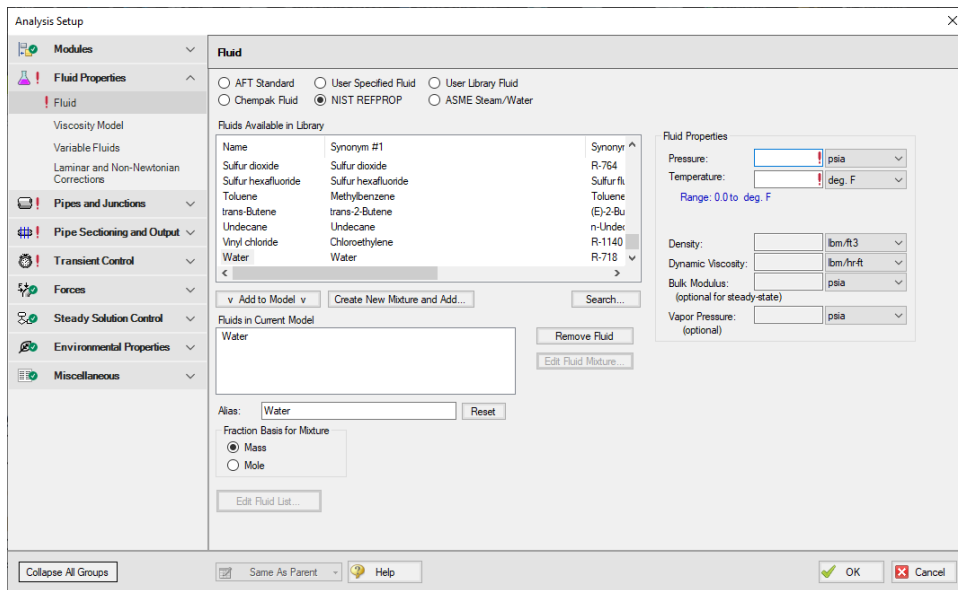 Analysis Setup
Modules
Fluid Properties
Fluid
Viscosity Model
Variable Fluids
Laminar and Non-Newtonian
Corrections
Pipes and Junctions
Pipe Sectioning and Output
Transient Control
Forces
Steady Solution Control
Environmental Properties
Miscellaneous
Fluid
AFT Standard User Specified Fluid User Library Fluid
Chempak Fluid NIST REFPROP ASME Steam/Water
Fluids Available in Library
Name Synonym #1 Synonyr
Sulfur dioxide Sulfur dioxide R-764
Sulfur hexafluoride Sulfur hexafluoride Sulfur flu
Toluene Methylbenzene Toluene
trans-Butene trans-2-Butene (E)-2-Bu
Undecane Undecane n-Undec
Vinyl chloride Chloroethylene R-1140
Water Water R-718
v Add to Model v Create New Mixture and Add... Search...
Fluids in Current Model
Water
Remove Fluid
Edit Fluid Mixture...
Alias: Water Reset
Fraction Basis for Mixture
Mass
Mole
Edit Fluid List...
Fluid Properties
Pressure: psia
Temperature: deg. F
Range: 0.0 to deg. F
Density: lbm/ft3
Dynamic Viscosity: lbm/hr-ft
Bulk Modulus: psia
(optional for steady-state)
Vapor Pressure: psia
(optional)
Collapse All Groups Same As Parent Help OK Cancel